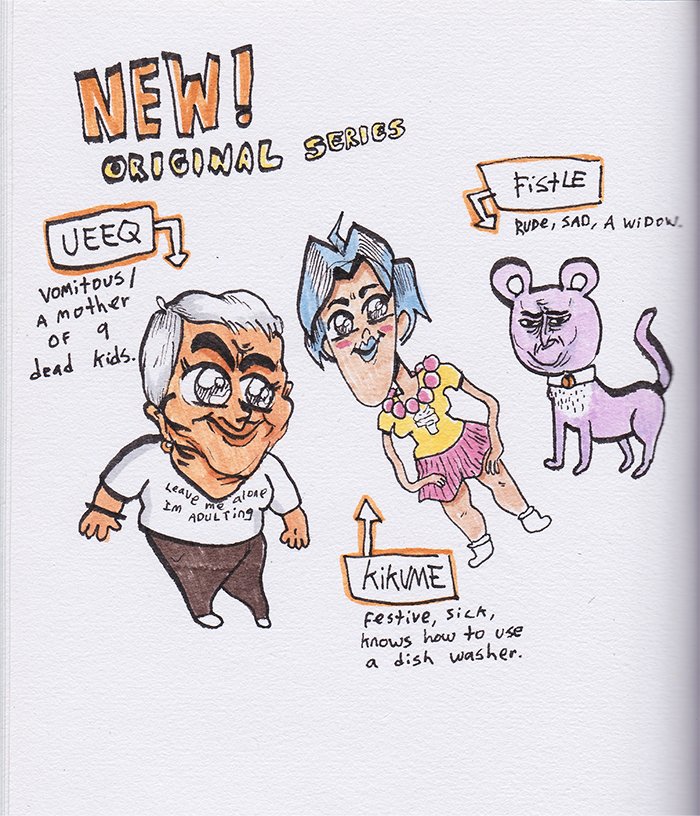 NEW!
ORIGINAL SERIES
FistLE
RUDE, SAD, A WiDOW.
UEEQ
VOMitOUS/
A MOther
OF 9
dead kids.
Leave me alone
IM ADULTING
KiKUME
Festive, Sick,
knows how to use
a dish washer.